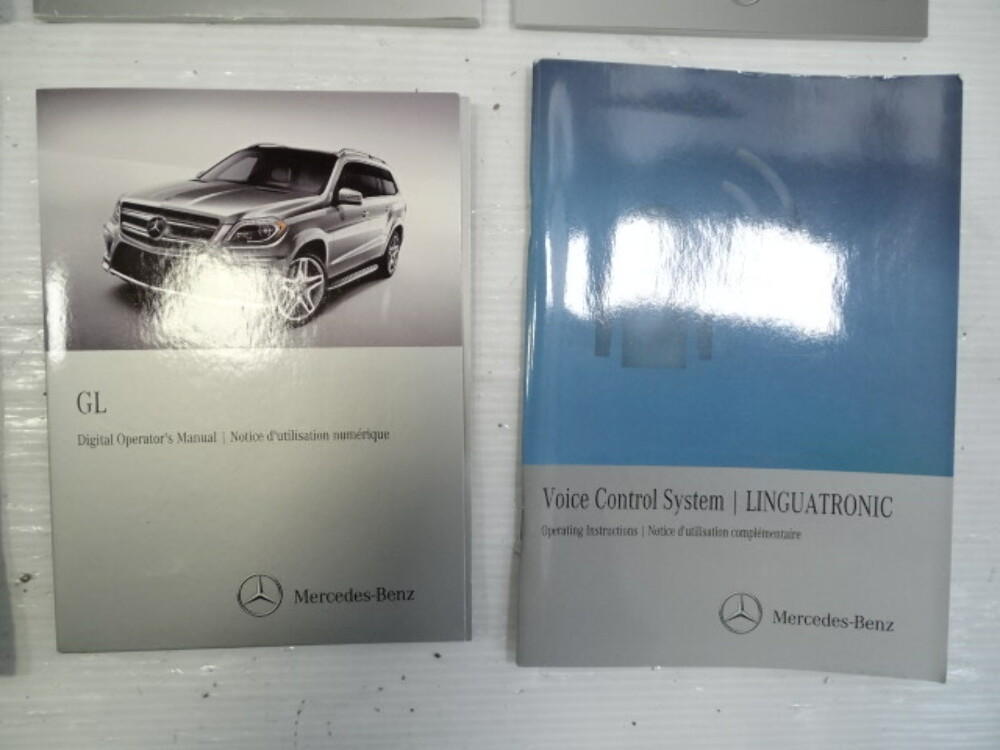 GL
Digital Operator's Manual | Notice d'utilisation numérique
Mercedes-Benz
Voice Control System | LINGUATRONIC
Operating Instructions | Notice d'utilisation complémentaire
Mercedes-Benz